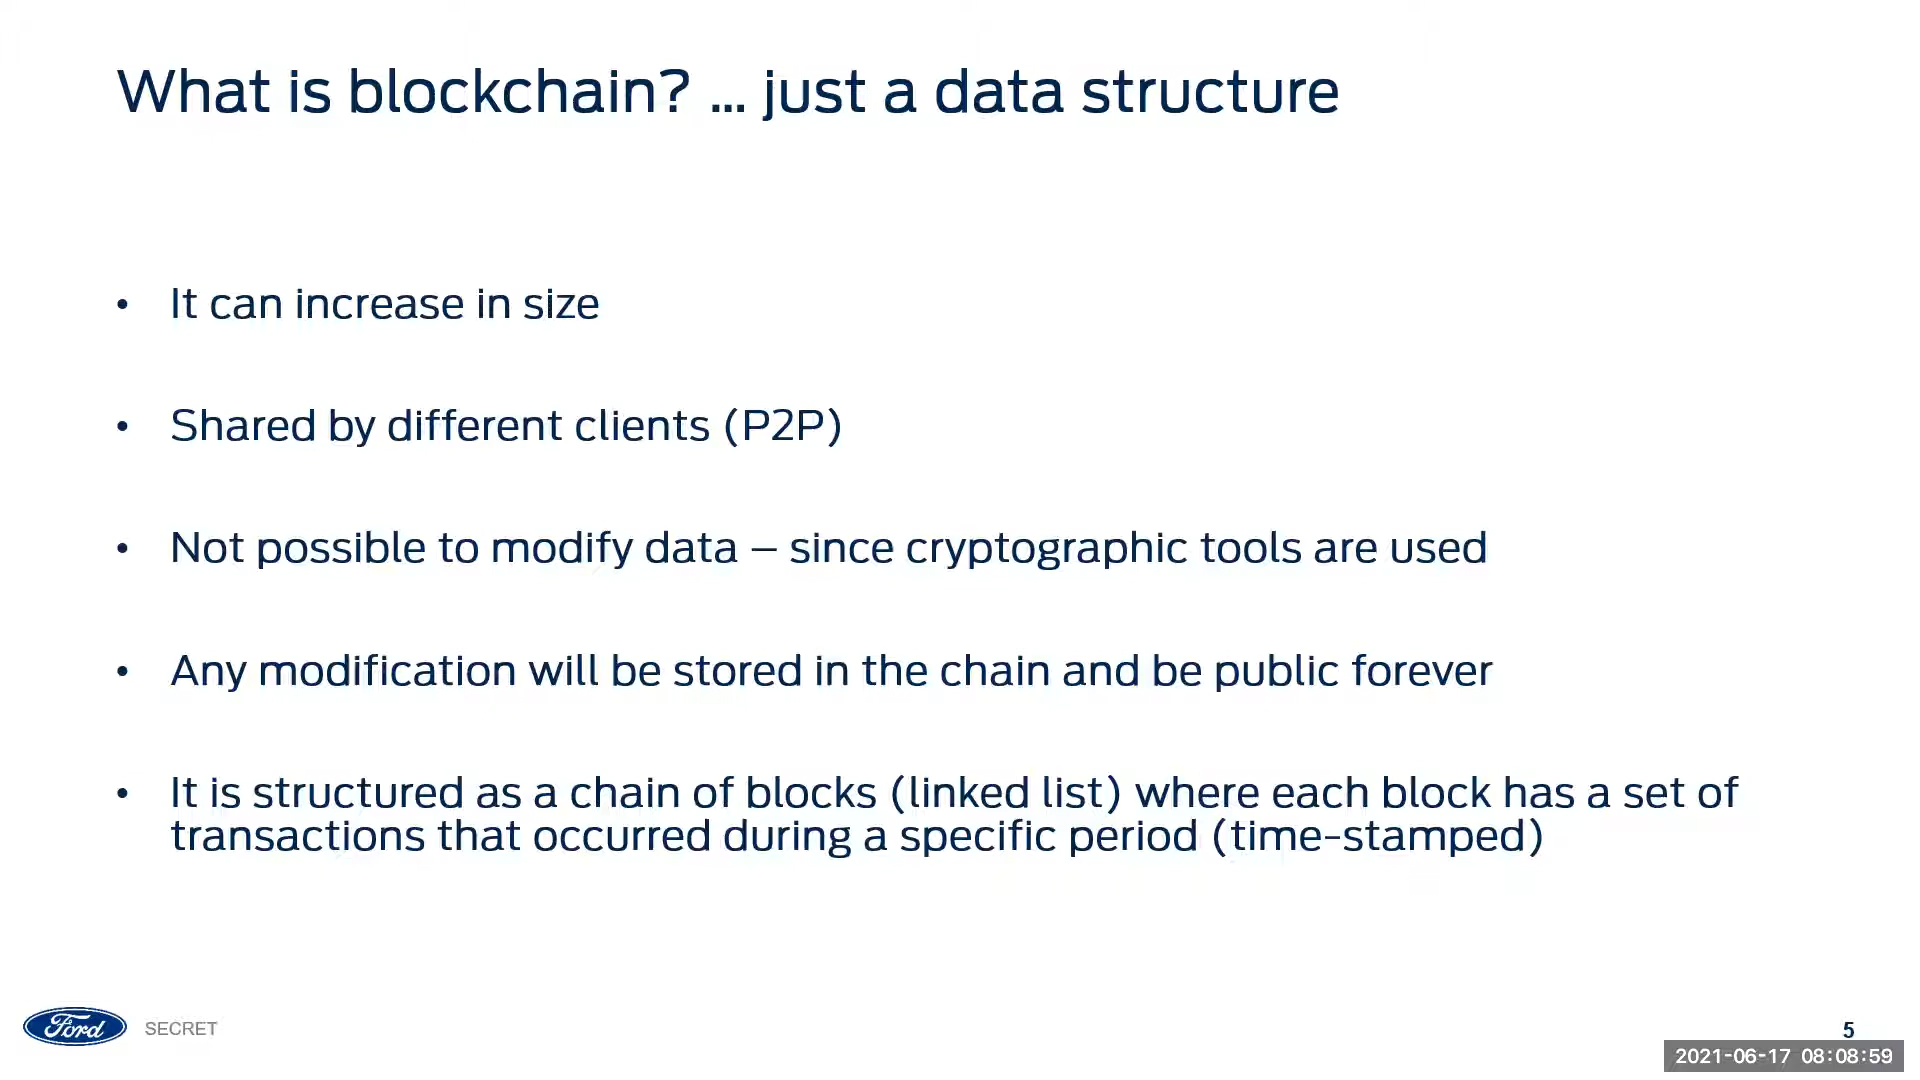 What is blockchain? ... just a data structure
• It can increase in size
• Shared by different clients (P2P)
• Not possible to modify data – since cryptographic tools are used
• Any modification will be stored in the chain and be public forever
• It is structured as a chain of blocks (linked list) where each block has a set of
transactions that occurred during a specific period (time-stamped)
Ford SECRET
5
2021-06-17 08:08:59